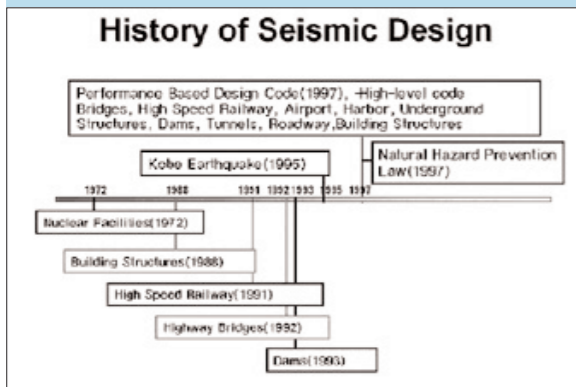 History of Seismic Design
Performance Based Design Code(1997), -High-level code
Bridges, High Speed Railway, Airport, Harbor, Underground
Structures, Dams, Tunnels, Roadway,Building Structures
Kobe Earthquake(1995)
Natural Hazard Prevention
Law(1997)
1972 1988 1991 1992 1993 1995 1997
Nuclear Facilities(1972)
Building Structures(1988)
High Speed Railway(1991)
Highway Bridges(1992)
Dams(1993)